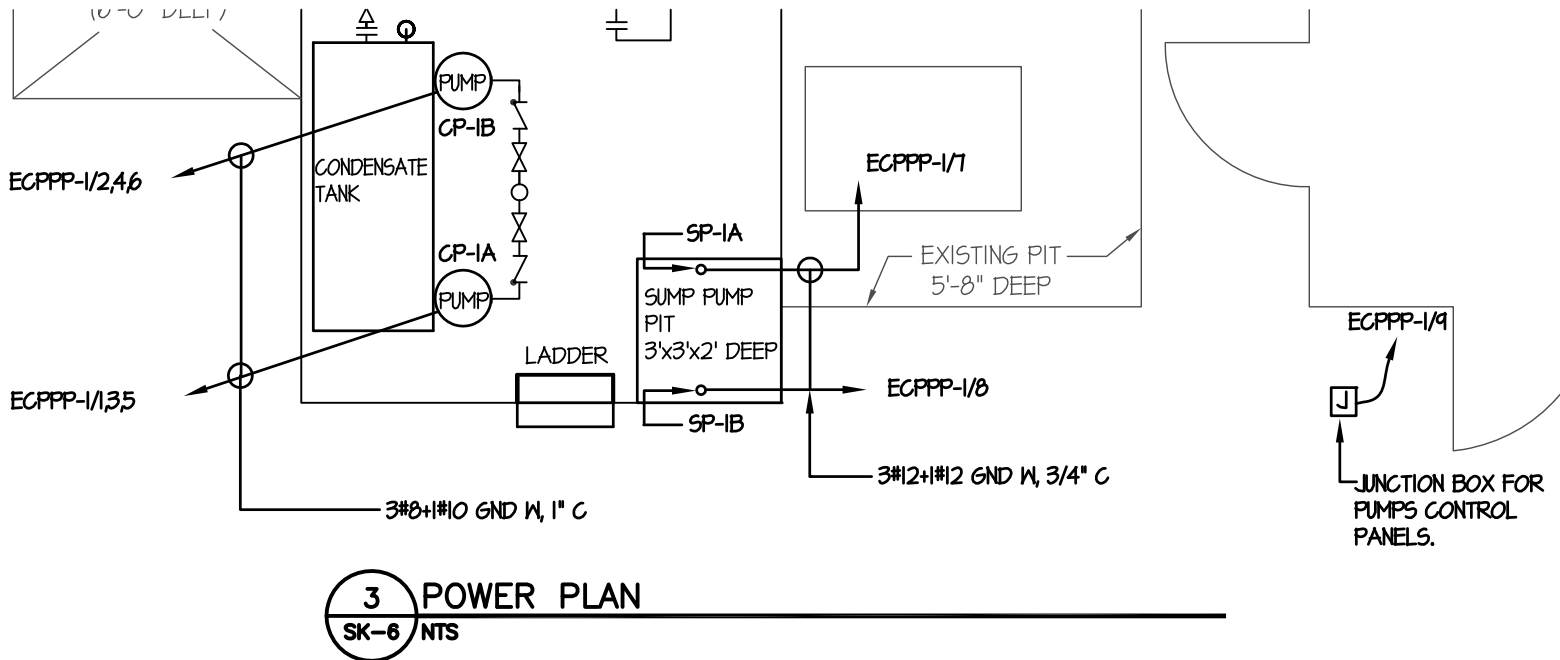 PUMP
CP-1B
ECPPP-1/2,4,6
CONDENSATE
TANK
ECPPP-1/7
SP-1A
CP-1A
EXISTING PIT
5'-8" DEEP
PUMP
SUMP PUMP
PIT
3'x3'x2' DEEP
LADDER
ECPPP-1/9
ECPPP-1/1,3,5
ECPPP-1/8
J
SP-1B
3#12+1#12 GND W, 3/4" C
3#8+1#10 GND W, 1" C
JUNCTION BOX FOR
PUMPS CONTROL
PANELS.
3 POWER PLAN
SK-6 NTS